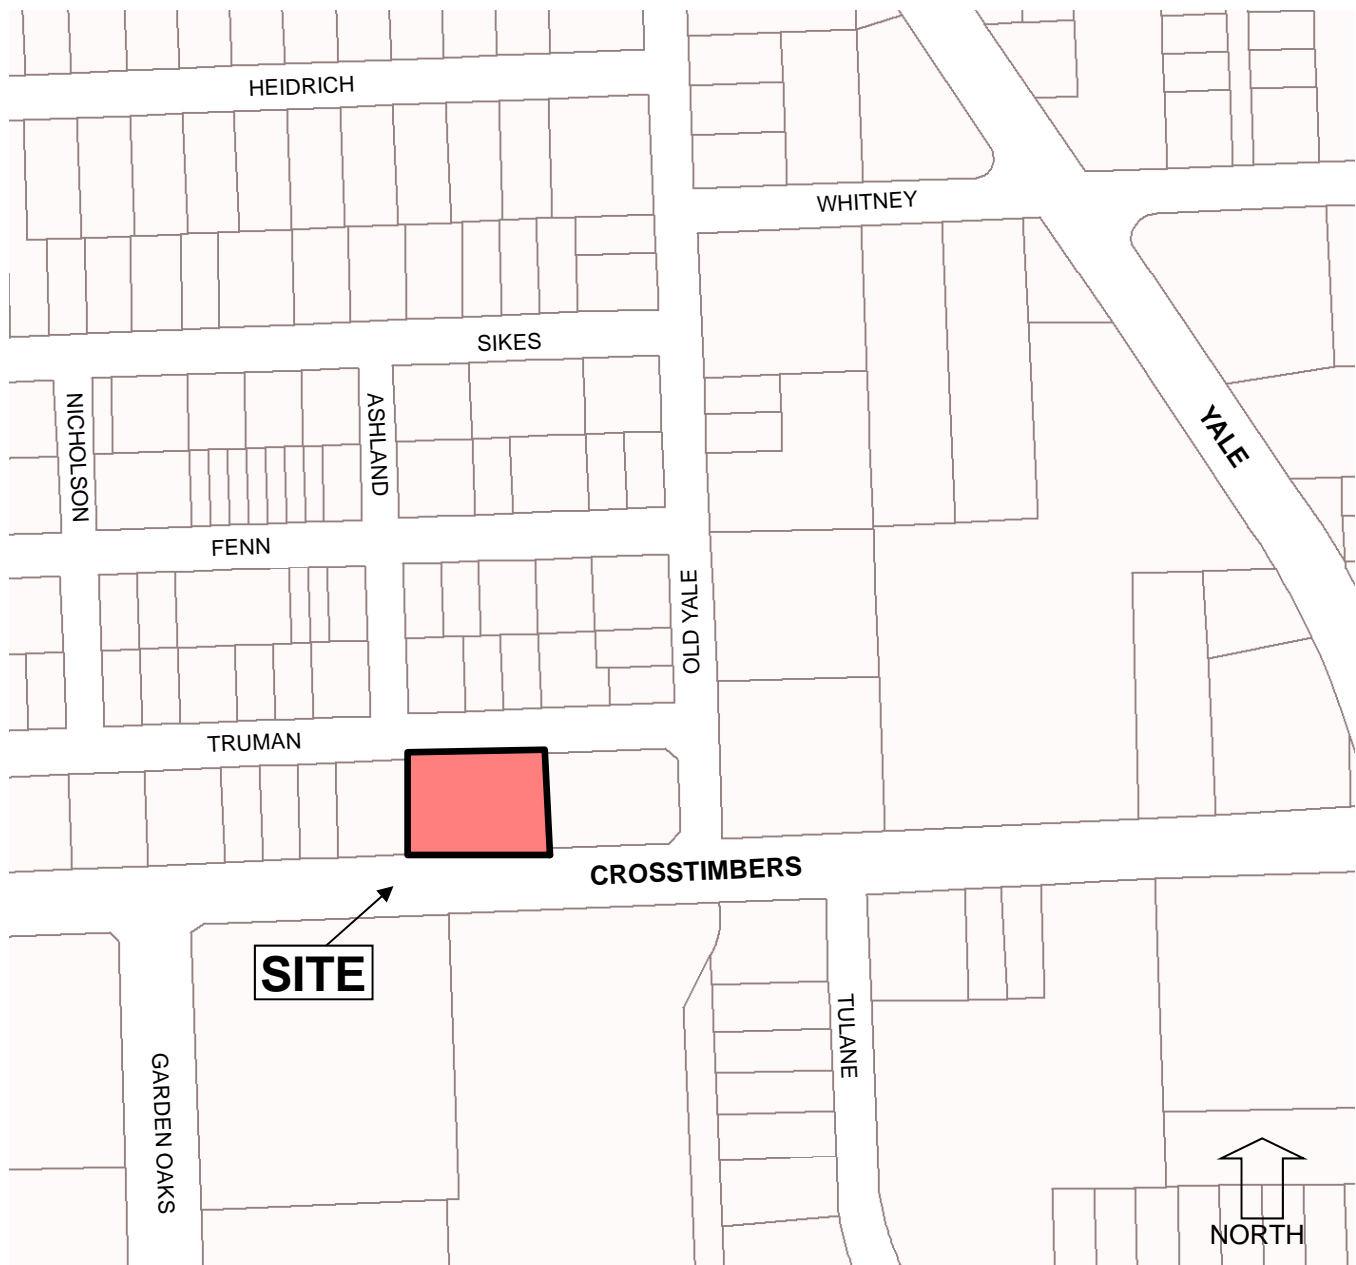 HEIDRICH
WHITNEY
SIKES
NICHOLSON
ASHLAND
YALE
FENN
OLD YALE
TRUMAN
CROSSTIMBERS
SITE
TULANE
GARDEN OAKS
NORTH